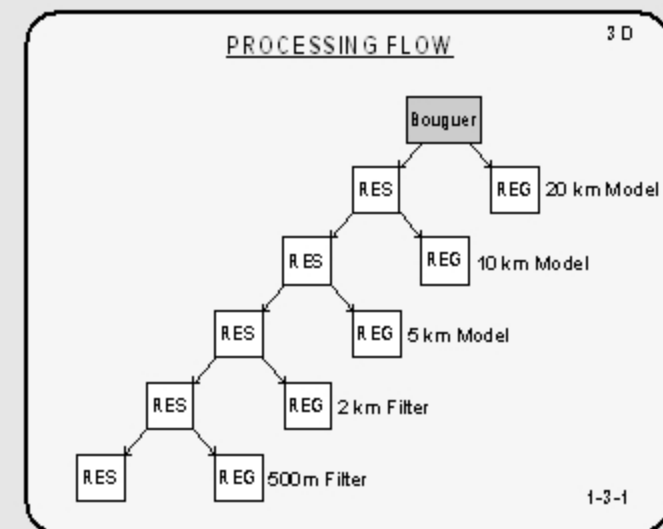 3D
PROCESSING FLOW
Bouguer
RES REG 20 km Model
RES REG 10 km Model
RES REG 5 km Model
RES REG 2 km Filter
RES REG 500m Filter
1-3-1